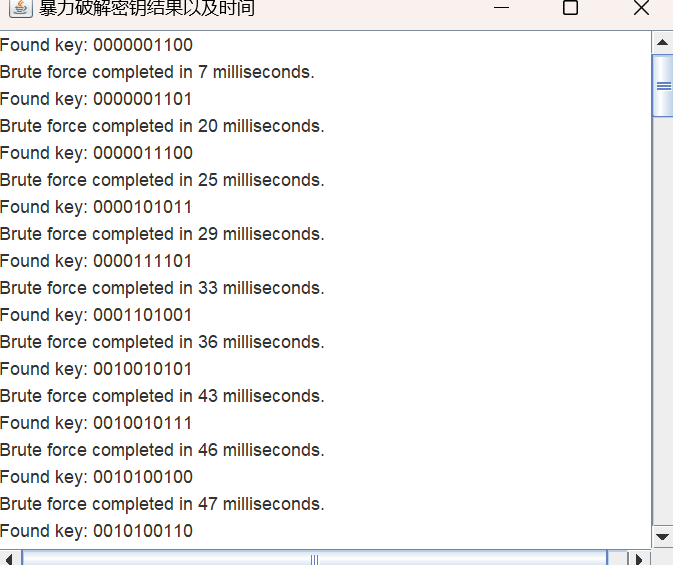 暴力破解密钥结果以及时间
Found key: 0000001100
Brute force completed in 7 milliseconds.
Found key: 0000001101
Brute force completed in 20 milliseconds.
Found key: 0000011100
Brute force completed in 25 milliseconds.
Found key: 0000101011
Brute force completed in 29 milliseconds.
Found key: 0000111101
Brute force completed in 33 milliseconds.
Found key: 0001101001
Brute force completed in 36 milliseconds.
Found key: 0010010101
Brute force completed in 43 milliseconds.
Found key: 0010010111
Brute force completed in 46 milliseconds.
Found key: 0010100100
Brute force completed in 47 milliseconds.
Found key: 0010100110